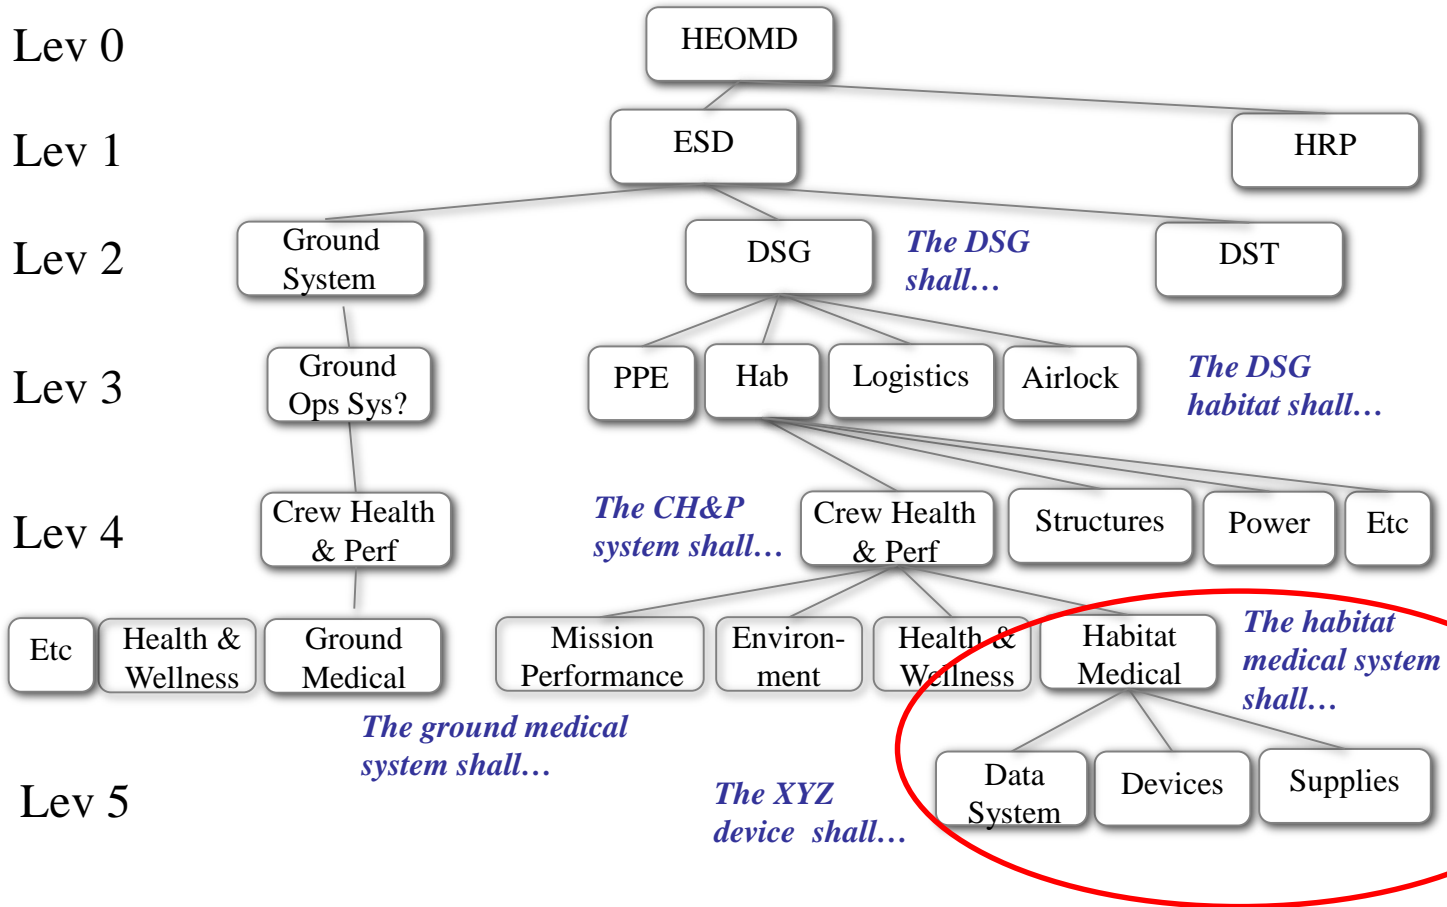 Lev 0
HEOMD
Lev 1
ESD
HRP
Lev 2
Ground
System
DSG
The DSG
shall…
DST
Lev 3
Ground
Ops Sys?
PPE
Hab
Logistics
Airlock
The DSG
habitat shall…
Lev 4
Crew Health
& Perf
The CH&P
system shall…
Crew Health
& Perf
Structures
Power
Etc
Etc
Health &
Wellness
Ground
Medical
Mission
Performance
Environ-
ment
Health &
Wellness
Habitat
Medical
The habitat
medical system
shall…
The ground medical
system shall…
Lev 5
The XYZ
device shall…
Data
System
Devices
Supplies